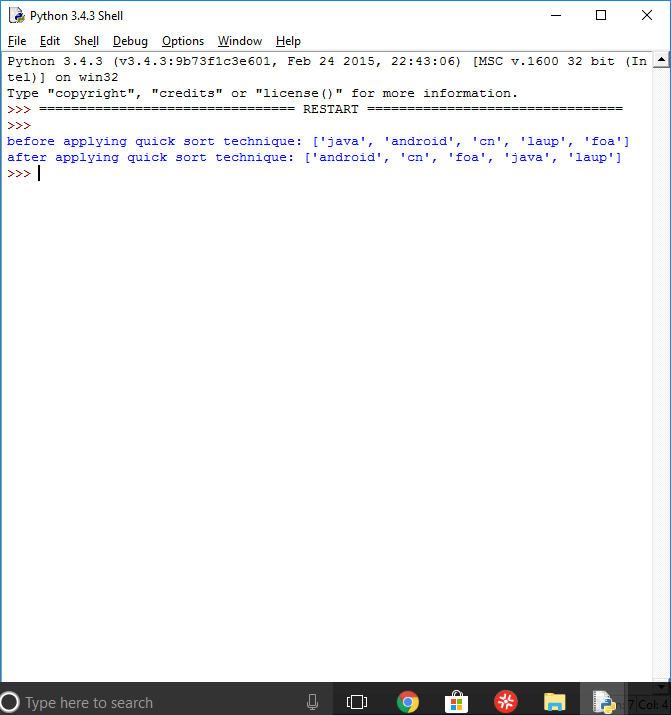 Python 3.4.3 Shell
File Edit Shell Debug Options Window Help
Python 3.4.3 (v3.4.3:9b73f1c3e601, Feb 24 2015, 22:43:06) [MSC v.1600 32 bit (In
tel)] on win32
Type "copyright", "credits" or "license()" for more information.
>>> ================================ RESTART ================================
>>>
before applying quick sort technique: ['java', 'android', 'cn', 'laup', 'foa']
after applying quick sort technique: ['android', 'cn', 'foa', 'java', 'laup']
>>>
Type here to search
7 Col: 4